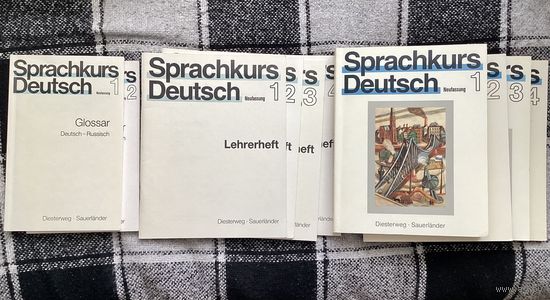 Sprachkurs
Deutsch
Neufassung
1
Glossar
Deutsch - Russisch
Diesterweg · Sauerländer
2
Sprachkurs
Deutsch
Neufassung
1
Lehrerheft
Diesterweg · Sauerländer
2
3
Sprachkurs
Deutsch
Neufassung
1
Diesterweg · Sauerländer
2
3
4